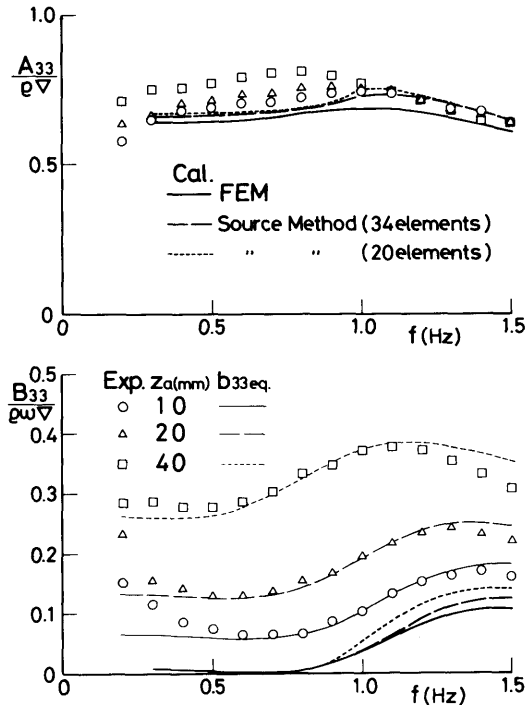 1.0
A33
ϱ∇
0.5
Cal.
FEM
Source Method (34elements)
" " (20elements)
0
0
0.5
1.0
1.5
f(Hz)
0.5
B33
ϱω∇
Exp. za(mm) b33eq.
0.4
10
20
0.3
40
0.2
0.1
0
0
0.5
1.0
1.5
f(Hz)